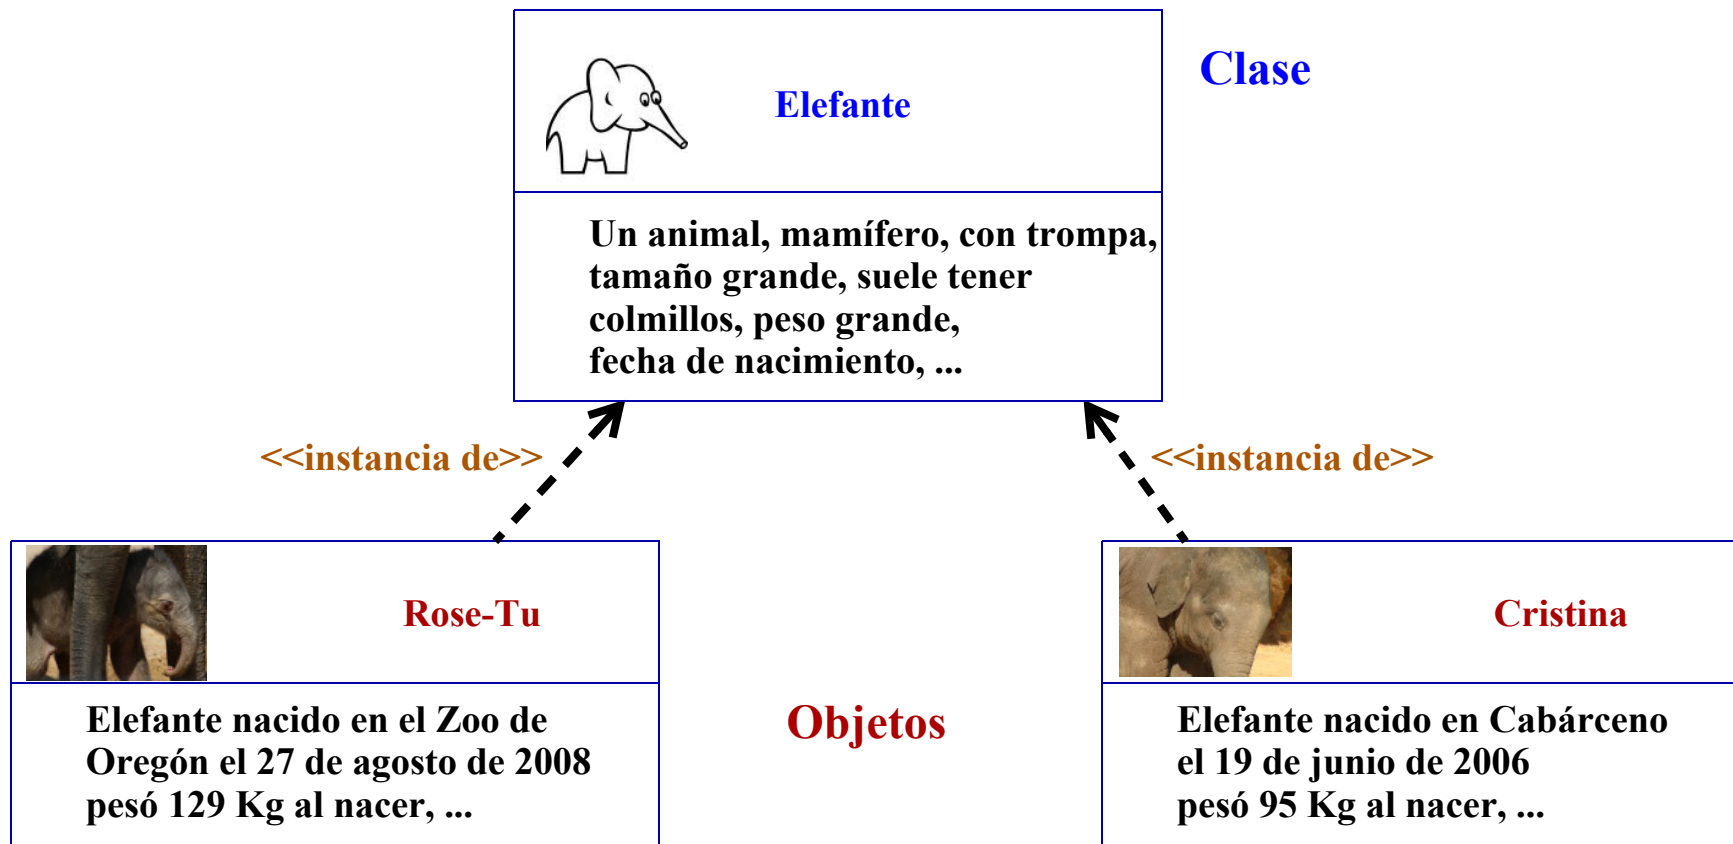 Clase
Elefante
Un animal, mamífero, con trompa,
tamaño grande, suele tener
colmillos, peso grande,
fecha de nacimiento, ...
<<instancia de>>
<<instancia de>>
Rose-Tu
Elefante nacido en el Zoo de
Oregón el 27 de agosto de 2008
pesó 129 Kg al nacer, ...
Objetos
Cristina
Elefante nacido en Cabárceno
el 19 de junio de 2006
pesó 95 Kg al nacer, ...